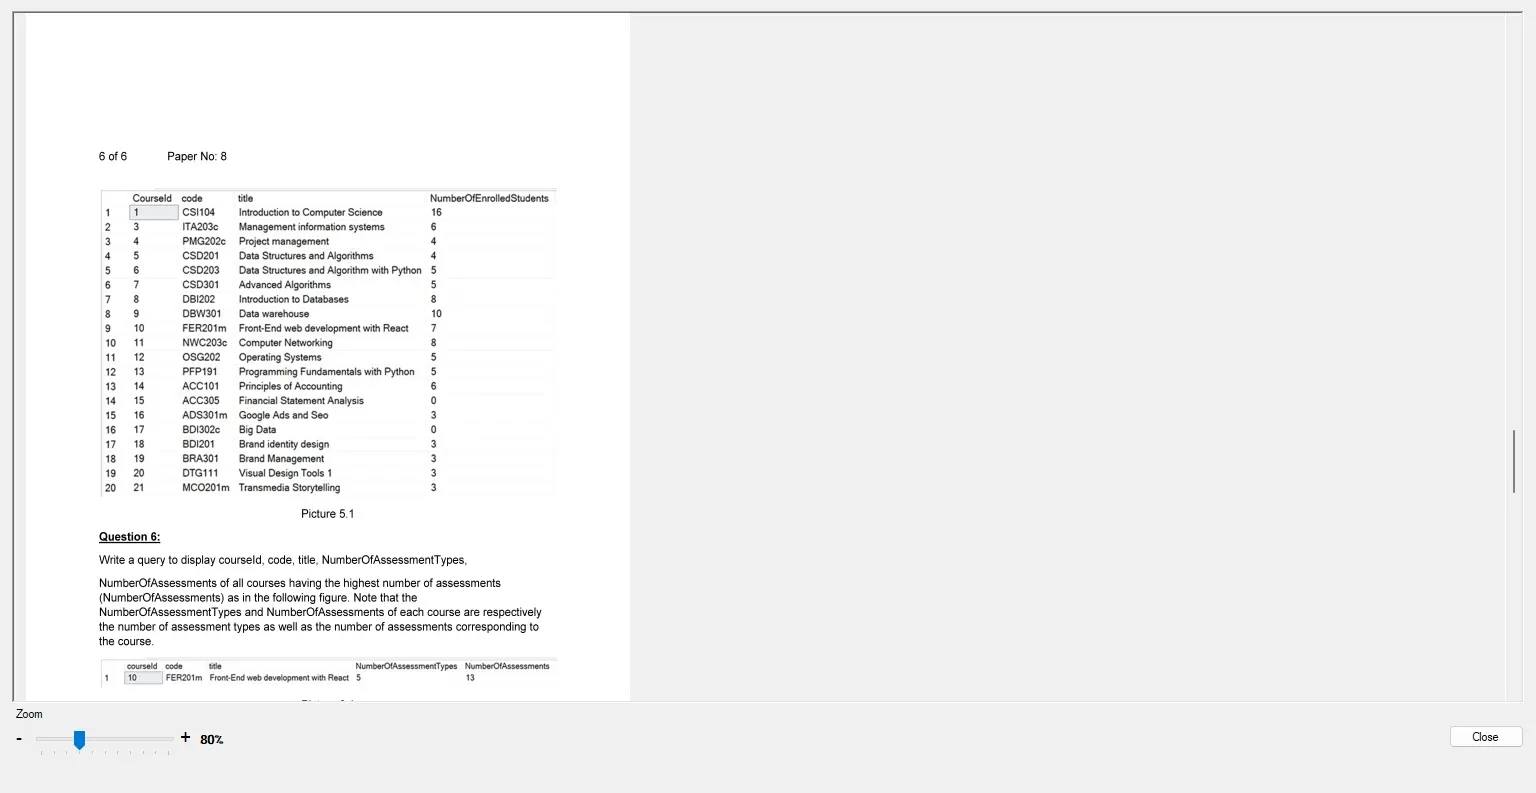 6 of 6 Paper No: 8
CourseId code title NumberOfEnrolledStudents
1 1 CSI104 Introduction to Computer Science 16
2 3 ITA203c Management information systems 6
3 4 PMG202c Project management 4
4 5 CSD201 Data Structures and Algorithms 4
5 6 CSD203 Data Structures and Algorithm with Python 5
6 7 CSD301 Advanced Algorithms 5
7 8 DBI202 Introduction to Databases 8
8 9 DBW301 Data warehouse 10
9 10 FER201m Front-End web development with React 7
10 11 NWC203c Computer Networking 8
11 12 OSG202 Operating Systems 5
12 13 PFP191 Programming Fundamentals with Python 5
13 14 ACC101 Principles of Accounting 6
14 15 ACC305 Financial Statement Analysis 0
15 16 ADS301m Google Ads and Seo 3
16 17 BDI302c Big Data 0
17 18 BDI201 Brand identity design 3
18 19 BRA301 Brand Management 3
19 20 DTG111 Visual Design Tools 1 3
20 21 MCO201m Transmedia Storytelling 3
Picture 5.1
Question 6:
Write a query to display courseId, code, title, NumberOfAssessmentTypes,
NumberOfAssessments of all courses having the highest number of assessments
(NumberOfAssessments) as in the following figure. Note that the
NumberOfAssessmentTypes and NumberOfAssessments of each course are respectively
the number of assessment types as well as the number of assessments corresponding to
the course.
courseId code title NumberOfAssessmentTypes NumberOfAssessments
1 10 FER201m Front-End web development with React 5 13
Zoom
- + 80%
Close